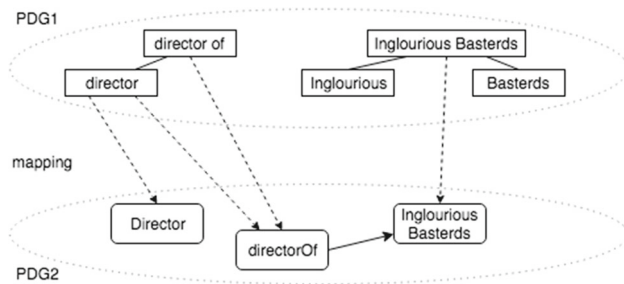 PDG1
director of
Inglourious Basterds
director
Inglourious
Basterds
mapping
Director
directorOf
Inglourious
Basterds
PDG2